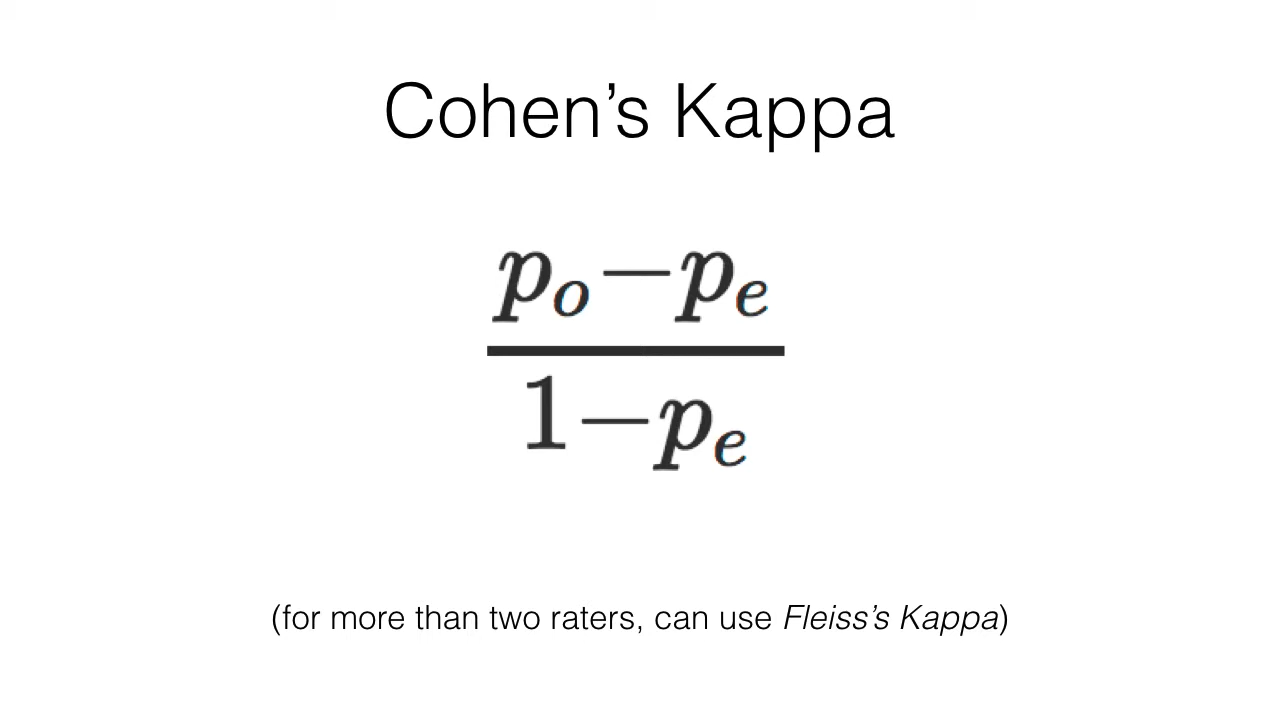 Cohen’s Kappa
pₒ−pₑ
1−pₑ
(for more than two raters, can use Fleiss’s Kappa)